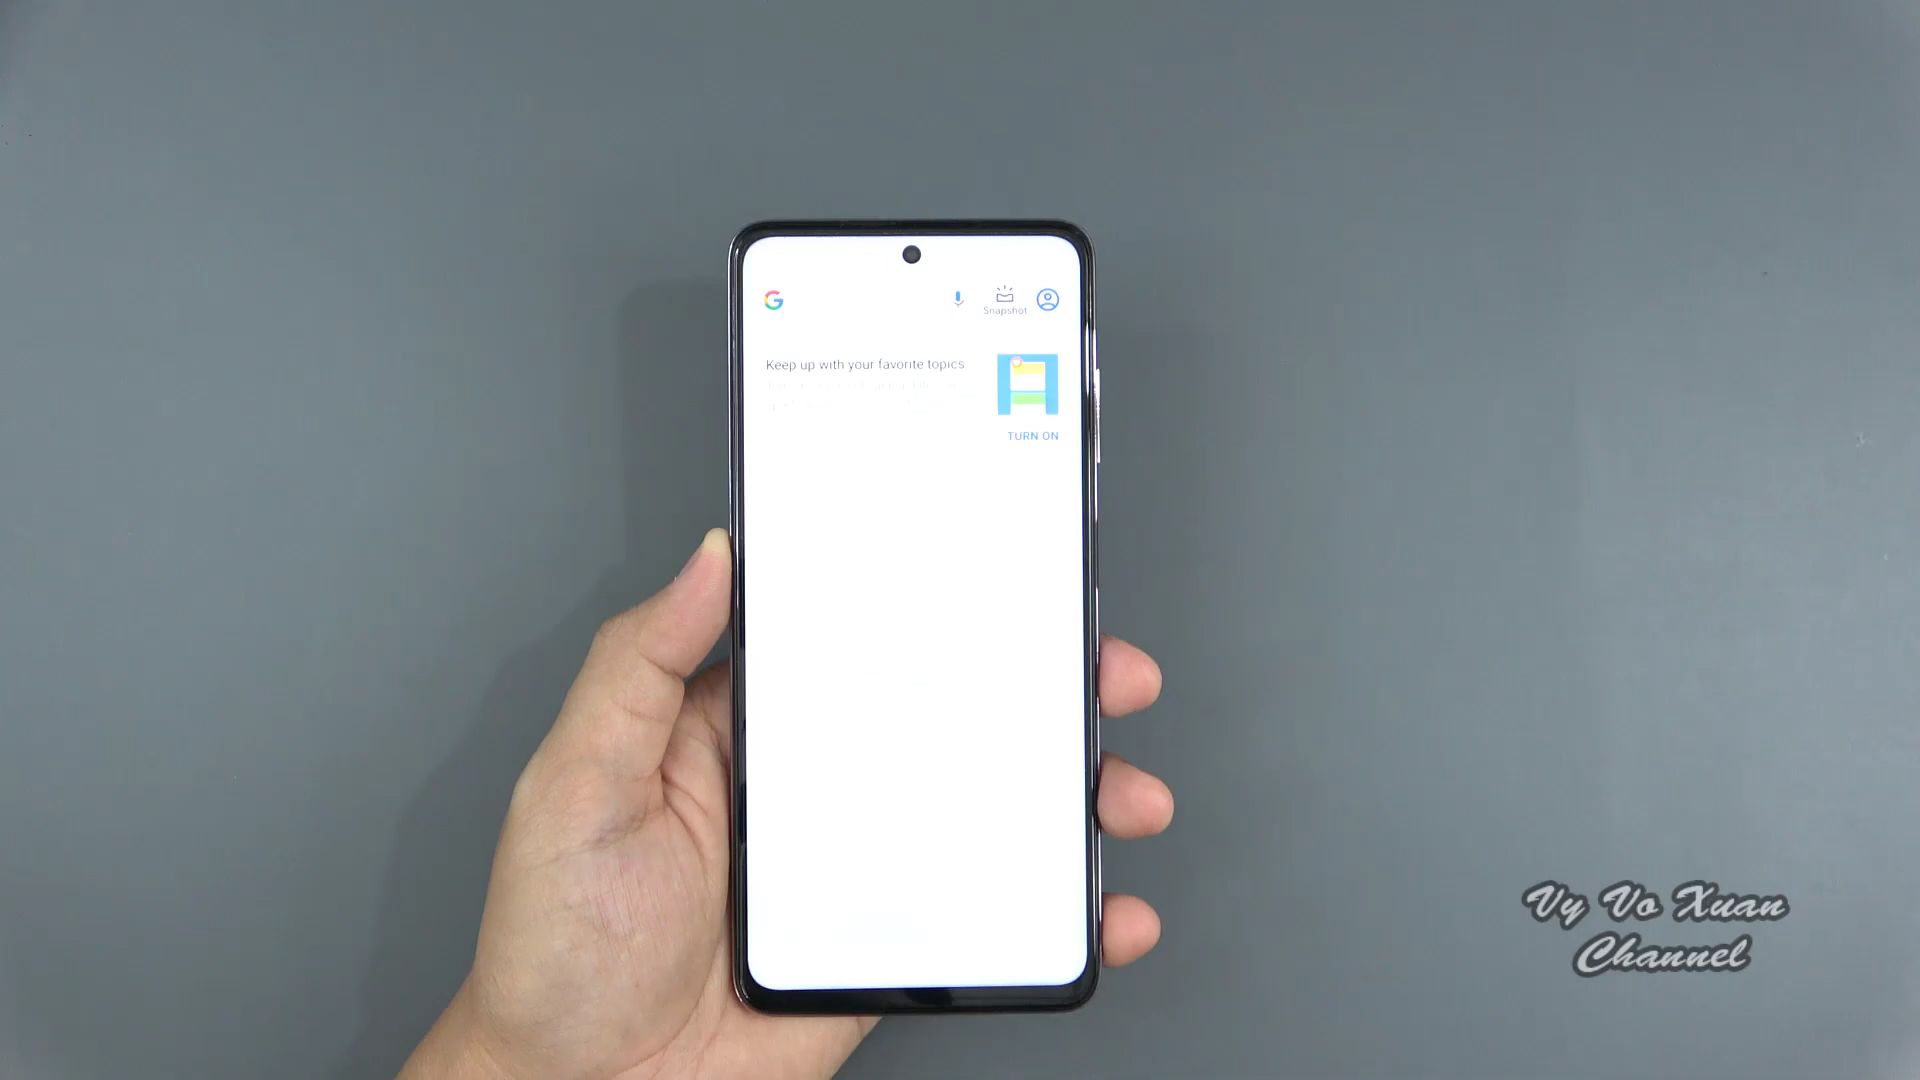 G
Snapshot
Keep up with your favorite topics
TURN ON
Vy Vo Xuan
Channel